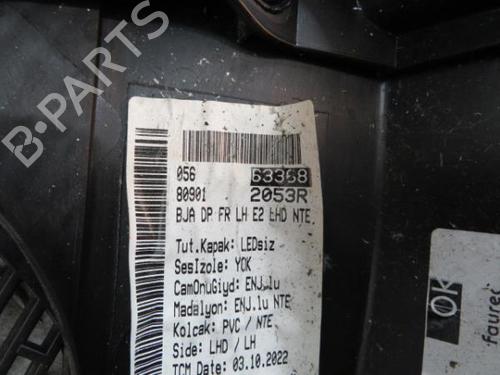 B-PARTS
056 63368
80901 2053R
BJA DP FR LH E2 LHD NTE
Tut.Kapak: LEDsiz
SesIzole: YOK
CamOnuGiyd: ENJ.lu
Madalyon: ENJ.lu NTE
Kolcak: PVC / NTE
Side: LHD / LH
TCM Date: 03.10.2022
OK
faurec